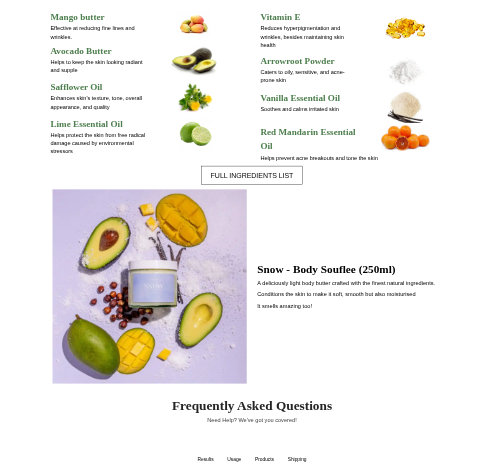 Mango butter
Effective at reducing fine lines and
wrinkles.
Avocado Butter
Helps to keep the skin looking radiant
and supple
Safflower Oil
Enhances skin's texture, tone, overall
appearance, and quality
Lime Essential Oil
Helps protect the skin from free radical
damage caused by environmental
stressors
Vitamin E
Reduces hyperpigmentation and
wrinkles, besides maintaining skin
health
Arrowroot Powder
Caters to oily, sensitive, and acne-
prone skin
Vanilla Essential Oil
Soothes and calms irritated skin
Red Mandarin Essential
Oil
Helps prevent acne breakouts and tone the skin
FULL INGREDIENTS LIST
Snow - Body Souflee (250ml)
A deliciously light body butter crafted with the finest natural ingredients.
Conditions the skin to make it soft, smooth but also moisturised
It smells amazing too!
Frequently Asked Questions
Need Help? We've got you covered!
Results Usage Products Shipping